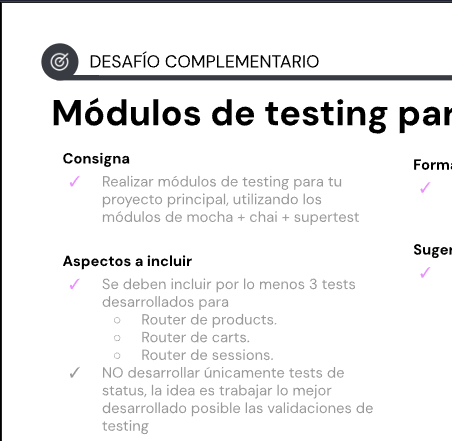 DESAFÍO COMPLEMENTARIO
Módulos de testing par
Consigna
✓ Realizar módulos de testing para tu
proyecto principal, utilizando los
módulos de mocha + chai + supertest
Aspectos a incluir
✓ Se deben incluir por lo menos 3 tests
desarrollados para
○ Router de products.
○ Router de carts.
○ Router de sessions.
✓ NO desarrollar únicamente tests de
status, la idea es trabajar lo mejor
desarrollado posible las validaciones de
testing
Forma
✓
Suger
✓